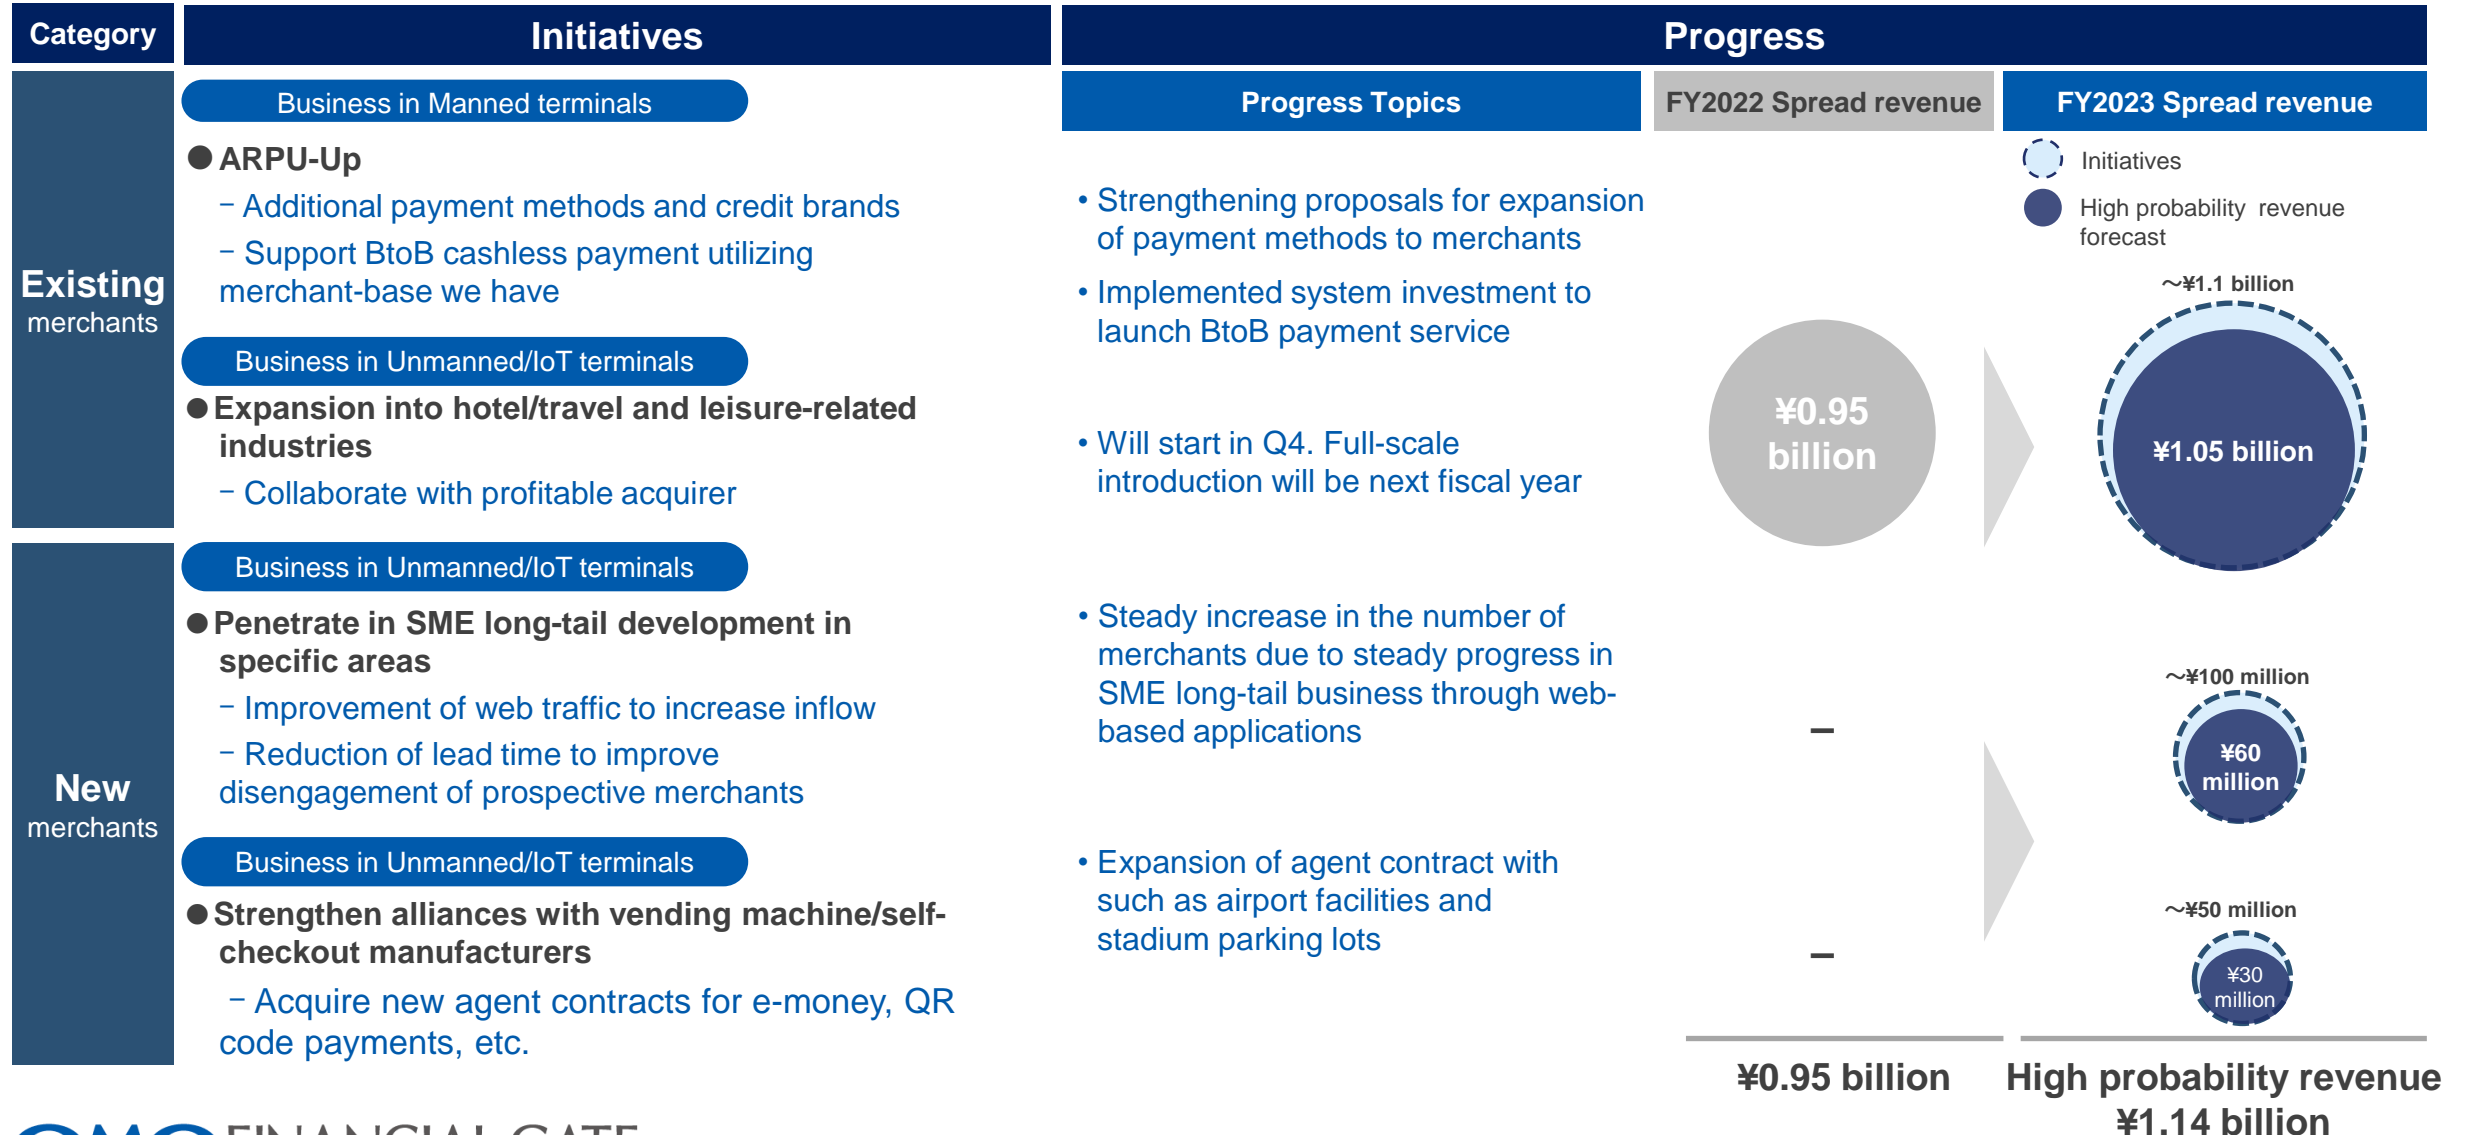 Category
Initiatives
Progress
Existing
merchants
Business in Manned terminals
●ARPU-Up
− Additional payment methods and credit brands
− Support BtoB cashless payment utilizing
merchant-base we have
Business in Unmanned/IoT terminals
●Expansion into hotel/travel and leisure-related
industries
− Collaborate with profitable acquirer
Progress Topics
• Strengthening proposals for expansion
of payment methods to merchants
• Implemented system investment to
launch BtoB payment service
• Will start in Q4. Full-scale
introduction will be next fiscal year
FY2022 Spread revenue
¥0.95
billion
FY2023 Spread revenue
Initiatives
High probability revenue
forecast
～¥1.1 billion
¥1.05 billion
New
merchants
Business in Unmanned/IoT terminals
●Penetrate in SME long-tail development in
specific areas
− Improvement of web traffic to increase inflow
− Reduction of lead time to improve
disengagement of prospective merchants
Business in Unmanned/IoT terminals
●Strengthen alliances with vending machine/self-
checkout manufacturers
− Acquire new agent contracts for e-money, QR
code payments, etc.
• Steady increase in the number of
merchants due to steady progress in
SME long-tail business through web-
based applications
• Expansion of agent contract with
such as airport facilities and
stadium parking lots
–
–
～¥100 million
¥60
million
～¥50 million
¥30
million
¥0.95 billion
High probability revenue
¥1.14 billion
GMO FINANCIAL GATE